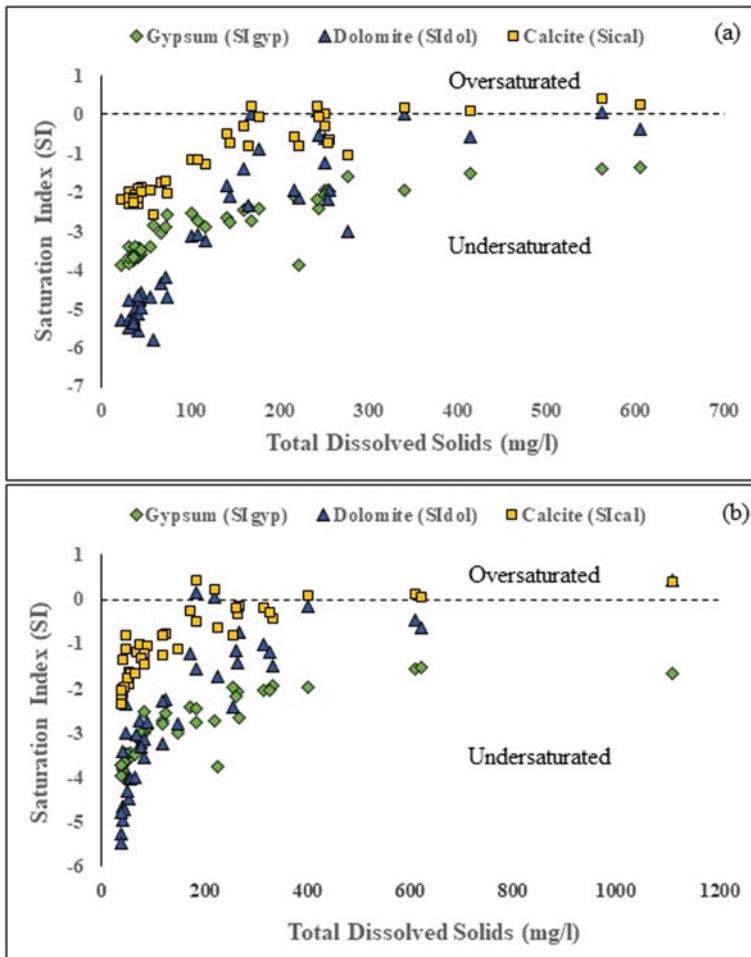 Gypsum (SIgyp) Dolomite (SIdol) Calcite (Sical) (a)
1
Oversaturated
0
-1
-2
-3
Undersaturated
-4
-5
-6
-7
Saturation Index (SI)
0 100 200 300 400 500 600 700
Total Dissolved Solids (mg/l)
Gypsum (SIgyp) Dolomite (SIdol) Calcite (SIcal) (b)
1
Oversaturated
0
-1
-2
-3
Undersaturated
-4
-5
-6
Saturation Index (SI)
0 200 400 600 800 1000 1200
Total Dissolved Solids (mg/l)